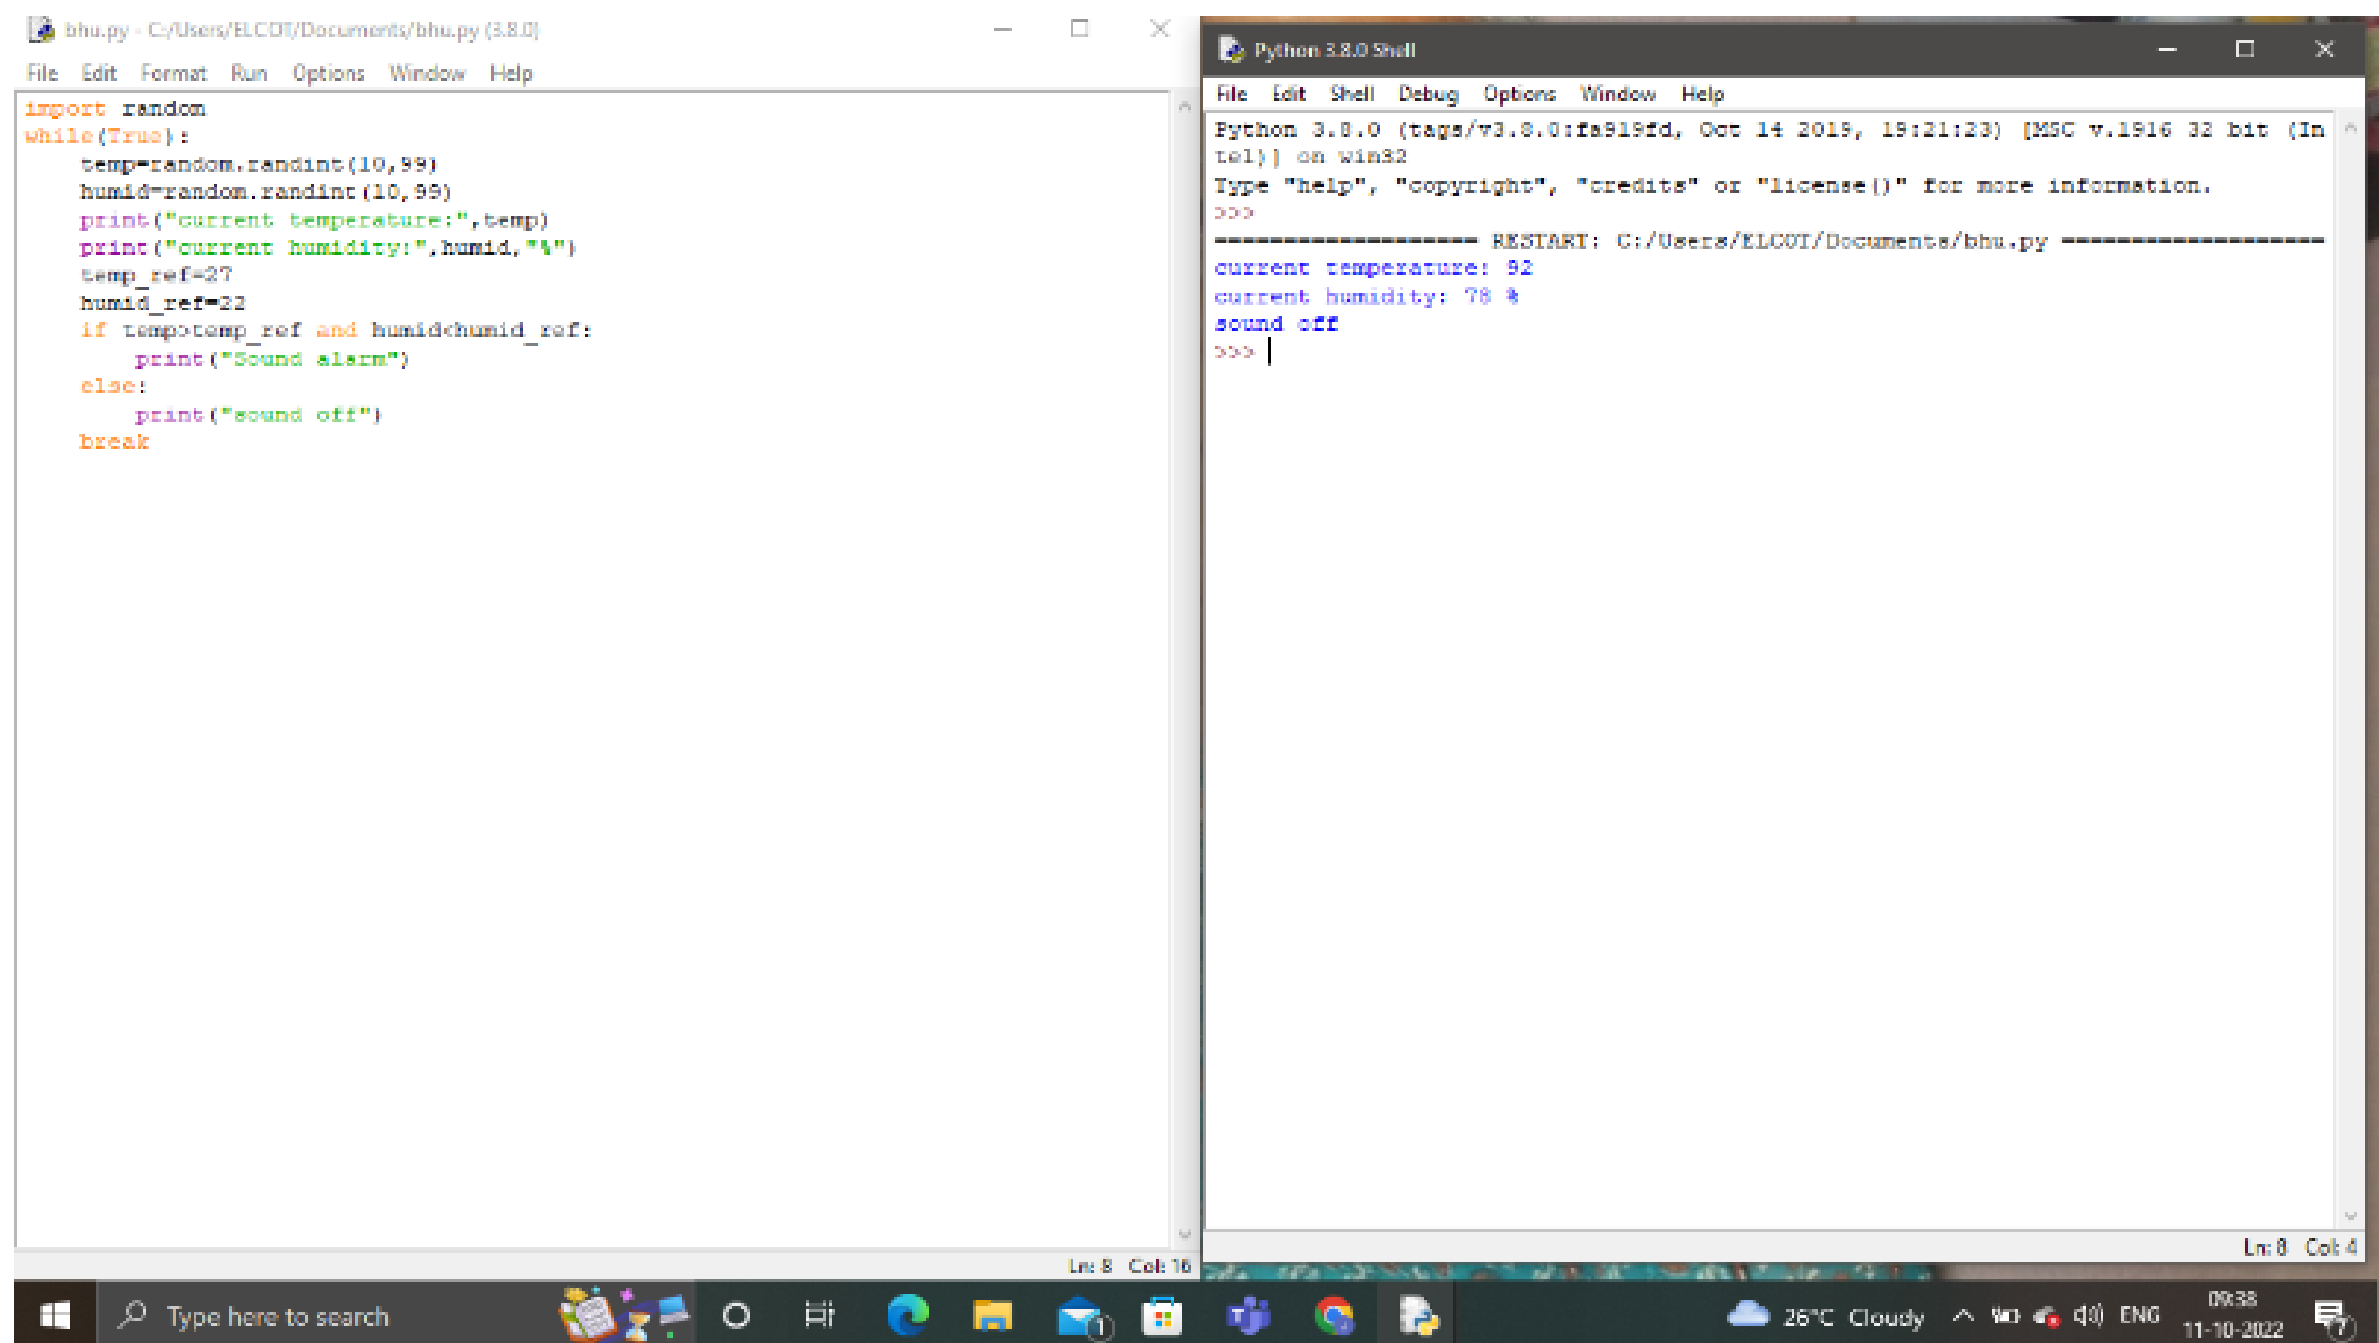 bhu.py - C:/Users/ELCOT/Documents/bhu.py (3.8.0)
File Edit Format Run Options Window Help
import random
while(True):
    temp=random.randint(10,99)
    humid=random.randint(10,99)
    print("current temperature:",temp)
    print("current humidity:",humid,"%")
    temp_ref=27
    humid_ref=22
    if temp>temp_ref and humid<humid_ref:
        print("Sound alarm")
    else:
        print("sound off")
    break
Ln: 8 Col: 16
Python 3.8.0 Shell
File Edit Shell Debug Options Window Help
Python 3.8.0 (tags/v3.8.0:fa919fd, Oct 14 2019, 19:21:23) [MSC v.1916 32 bit (In
tel)] on win32
Type "help", "copyright", "credits" or "license()" for more information.
>>>
=================== RESTART: C:/Users/ELCOT/Documents/bhu.py ===================
current temperature: 92
current humidity: 78 %
sound off
>>>
Ln: 8 Col: 4
Type here to search
1
26°C Cloudy
ENG
09:38
11-10-2022
7